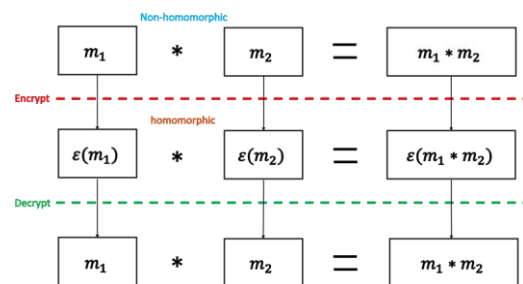 Non-homomorphic
m₁ * m₂ = m₁ * m₂
Encrypt
homomorphic
ε(m₁) * ε(m₂) = ε(m₁ * m₂)
Decrypt
m₁ * m₂ = m₁ * m₂